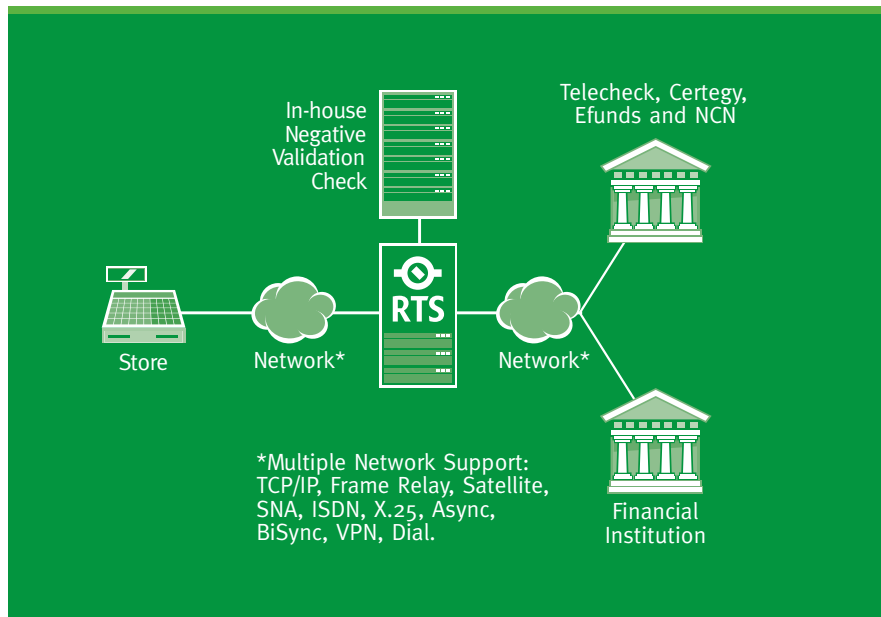 In-house
Negative
Validation
Check
Telecheck, Certegy,
Efunds and NCN
RTS
Store
Network*
Network*
*Multiple Network Support:
TCP/IP, Frame Relay, Satellite,
SNA, ISDN, X.25, Async,
BiSync, VPN, Dial.
Financial
Institution